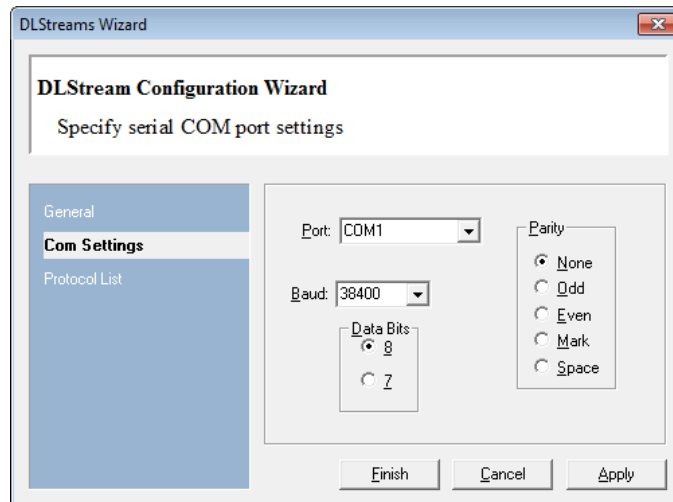 DLStreams Wizard
DLStream Configuration Wizard
Specify serial COM port settings
General
Com Settings
Protocol List
Port: COM1
Baud: 38400
Data Bits
8
7
Parity
None
Odd
Even
Mark
Space
Finish Cancel Apply